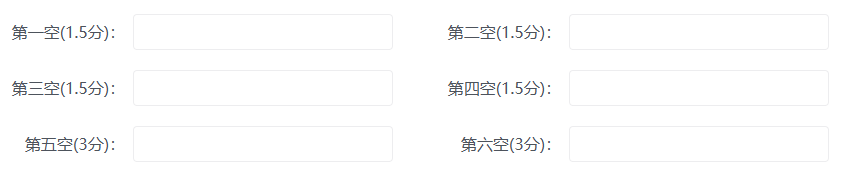 第一空(1.5分)： 第二空(1.5分)：
第三空(1.5分)： 第四空(1.5分)：
第五空(3分)： 第六空(3分)：